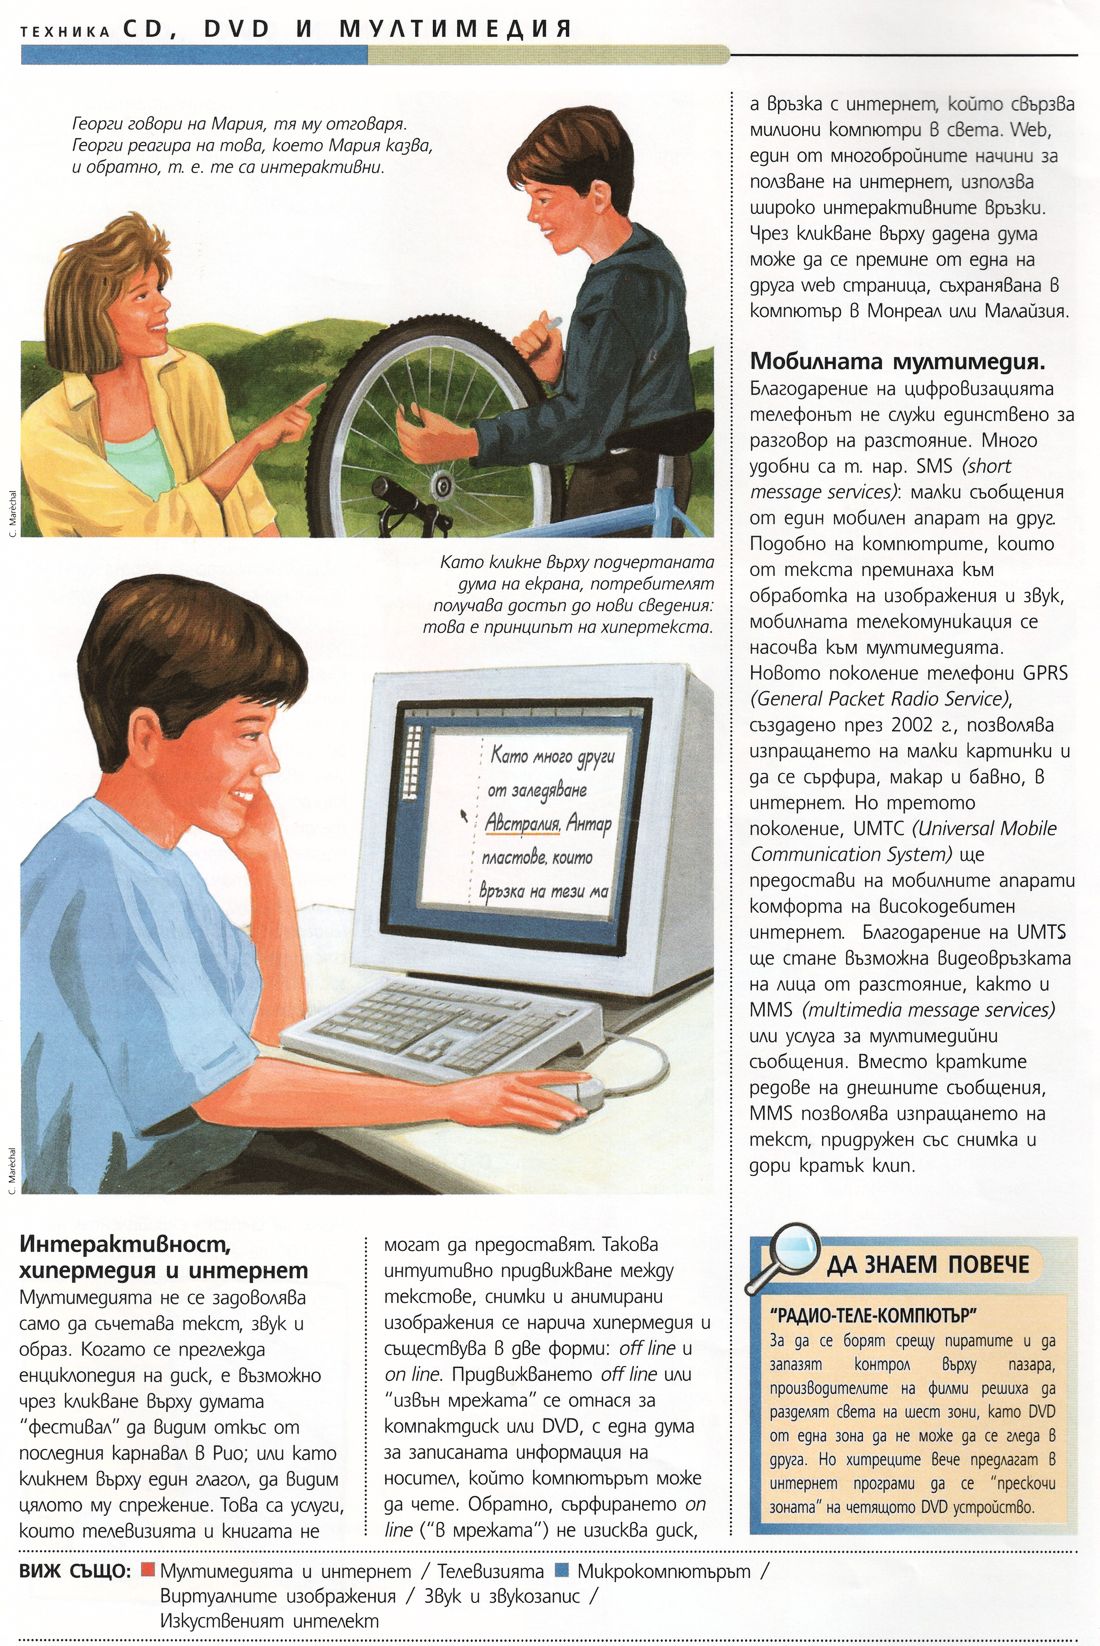 ТЕХНИКА CD, DVD И МУЛТИМЕДИЯ
Георги говори на Мария, тя му отговаря.
Георги реагира на това, което Мария казва,
и обратно, т. е. те са интерактивни.
C. Maréchal
Като кликне върху подчертаната
дума на екрана, потребителят
получава достъп до нови сведения:
това е принципът на хипертекста.
Като много други
от заледяване
Австралия, Антар
пластове, които
връзка на тези ма
C. Maréchal
Интерактивност,
хипермедия и интернет
Мултимедията не се задоволява
само да съчетава текст, звук и
образ. Когато се преглежда
енциклопедия на диск, е възможно
чрез кликване върху думата
“фестивал” да видим откъс от
последния карнавал в Рио; или като
кликнем върху един глагол, да видим
цялото му спрежение. Това са услуги,
които телевизията и книгата не
могат да предоставят. Такова
интуитивно придвижване между
текстове, снимки и анимирани
изображения се нарича хипермедия и
съществува в две форми: off line и
on line. Придвижването off line или
“извън мрежата” се отнася за
компактдиск или DVD, с една дума
за записаната информация на
носител, който компютърът може
да чете. Обратно, сърфирането on
line (“в мрежата”) не изисква диск,
а връзка с интернет, който свързва
милиони компютри в света. Web,
един от многобройните начини за
ползване на интернет, използва
широко интерактивните връзки.
Чрез кликване върху дадена дума
може да се премине от една на
друга web страница, съхранявана в
компютър в Монреал или Малайзия.
Мобилната мултимедия.
Благодарение на цифровизацията
телефонът не служи единствено за
разговор на разстояние. Много
удобни са т. нар. SMS (short
message services): малки съобщения
от един мобилен апарат на друг.
Подобно на компютрите, които
от текста преминаха към
обработка на изображения и звук,
мобилната телекомуникация се
насочва към мултимедията.
Новото поколение телефони GPRS
(General Packet Radio Service),
създадено през 2002 г., позволява
изпращането на малки картинки и
да се сърфира, макар и бавно, в
интернет. Но третото
поколение, UMTC (Universal Mobile
Communication System) ще
предостави на мобилните апарати
комфорта на високодебитен
интернет. Благодарение на UMTS
ще стане възможна видеовръзката
на лица от разстояние, както и
MMS (multimedia message services)
или услуга за мултимедийни
съобщения. Вместо кратките
редове на днешните съобщения,
MMS позволява изпращането на
текст, придружен със снимка и
дори кратък клип.
ДА ЗНАЕМ ПОВЕЧЕ
“РАДИО-ТЕЛЕ-КОМПЮТЪР”
За да се борят срещу пиратите и да
запазят контрол върху пазара,
производителите на филми решиха да
разделят света на шест зони, като DVD
от една зона да не може да се гледа в
друга. Но хитреците вече предлагат в
интернет програми да се “прескочи
зоната” на четящото DVD устройство.
ВИЖ СЪЩО: Мултимедията и интернет / Телевизията Микрокомпютърът /
Виртуалните изображения / Звук и звукозапис /
Изкуственият интелект